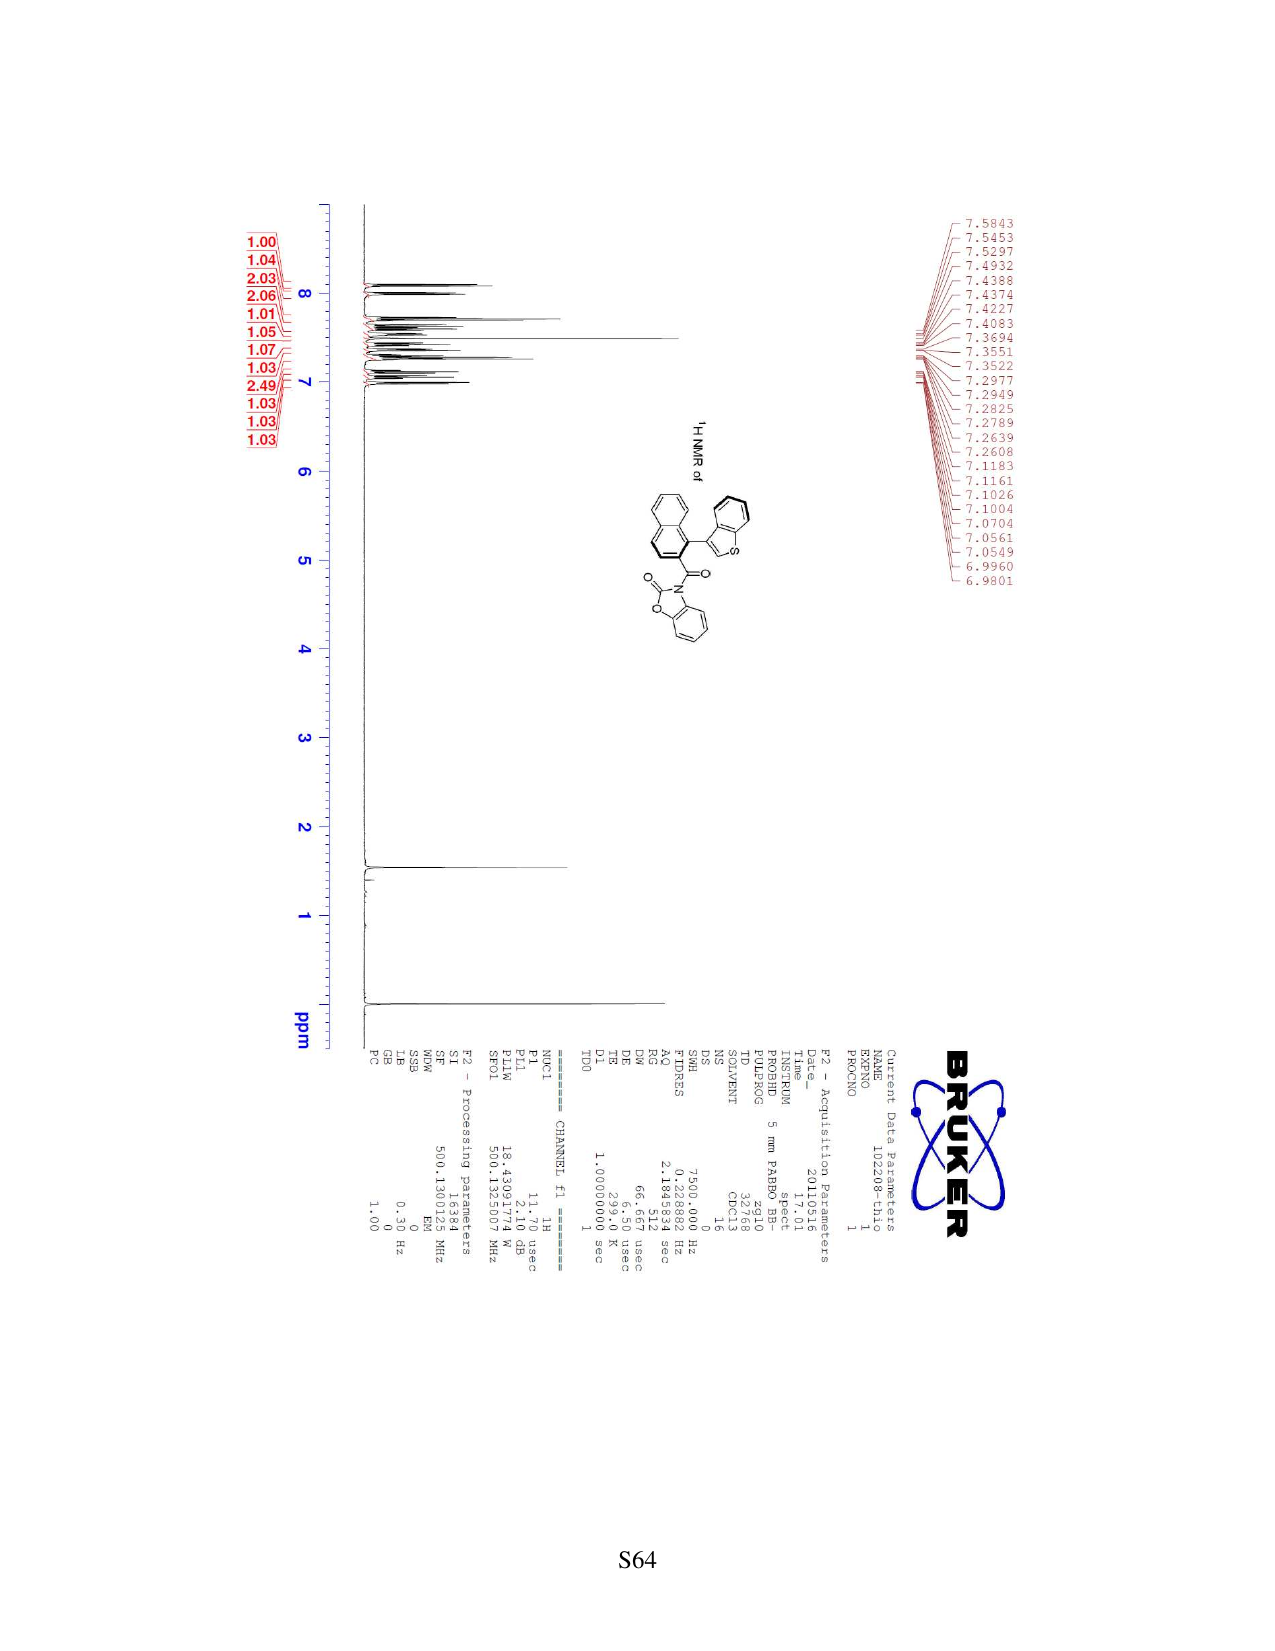 7.5843
7.5453
7.5297
7.4932
7.4388
7.4374
7.4227
7.4083
7.3694
7.3551
7.3522
7.2977
7.2949
7.2825
7.2789
7.2639
7.2608
7.1183
7.1161
7.1026
7.1004
7.0704
7.0561
7.0549
6.9960
6.9801
¹H NMR of
S
O
N
O
O
BRUKER
Current Data Parameters
NAME 102208-thio
EXPNO 1
PROCNO 1
F2 - Acquisition Parameters
Date_ 20110516
Time 17.01
INSTRUM spect
PROBHD 5 mm PABBO BB-
PULPROG zg10
TD 32768
SOLVENT CDCl3
NS 16
DS 0
SWH 7500.000 Hz
FIDRES 0.228882 Hz
AQ 2.1845834 sec
RG 512
DW 66.667 usec
DE 6.50 usec
TE 299.0 K
D1 1.00000000 sec
TD0 1
======== CHANNEL f1 ========
NUC1 1H
P1 11.70 usec
PL1 2.10 dB
PL1W 18.43091774 W
SFO1 500.1325007 MHz
F2 - Processing parameters
SI 16384
SF 500.1300125 MHz
WDW EM
SSB 0
LB 0.30 Hz
GB 0
PC 1.00
8 7 6 5 4 3 2 1 ppm
1.00
1.04
2.03
2.06
1.01
1.05
1.07
1.03
2.49
1.03
1.03
1.03
S64